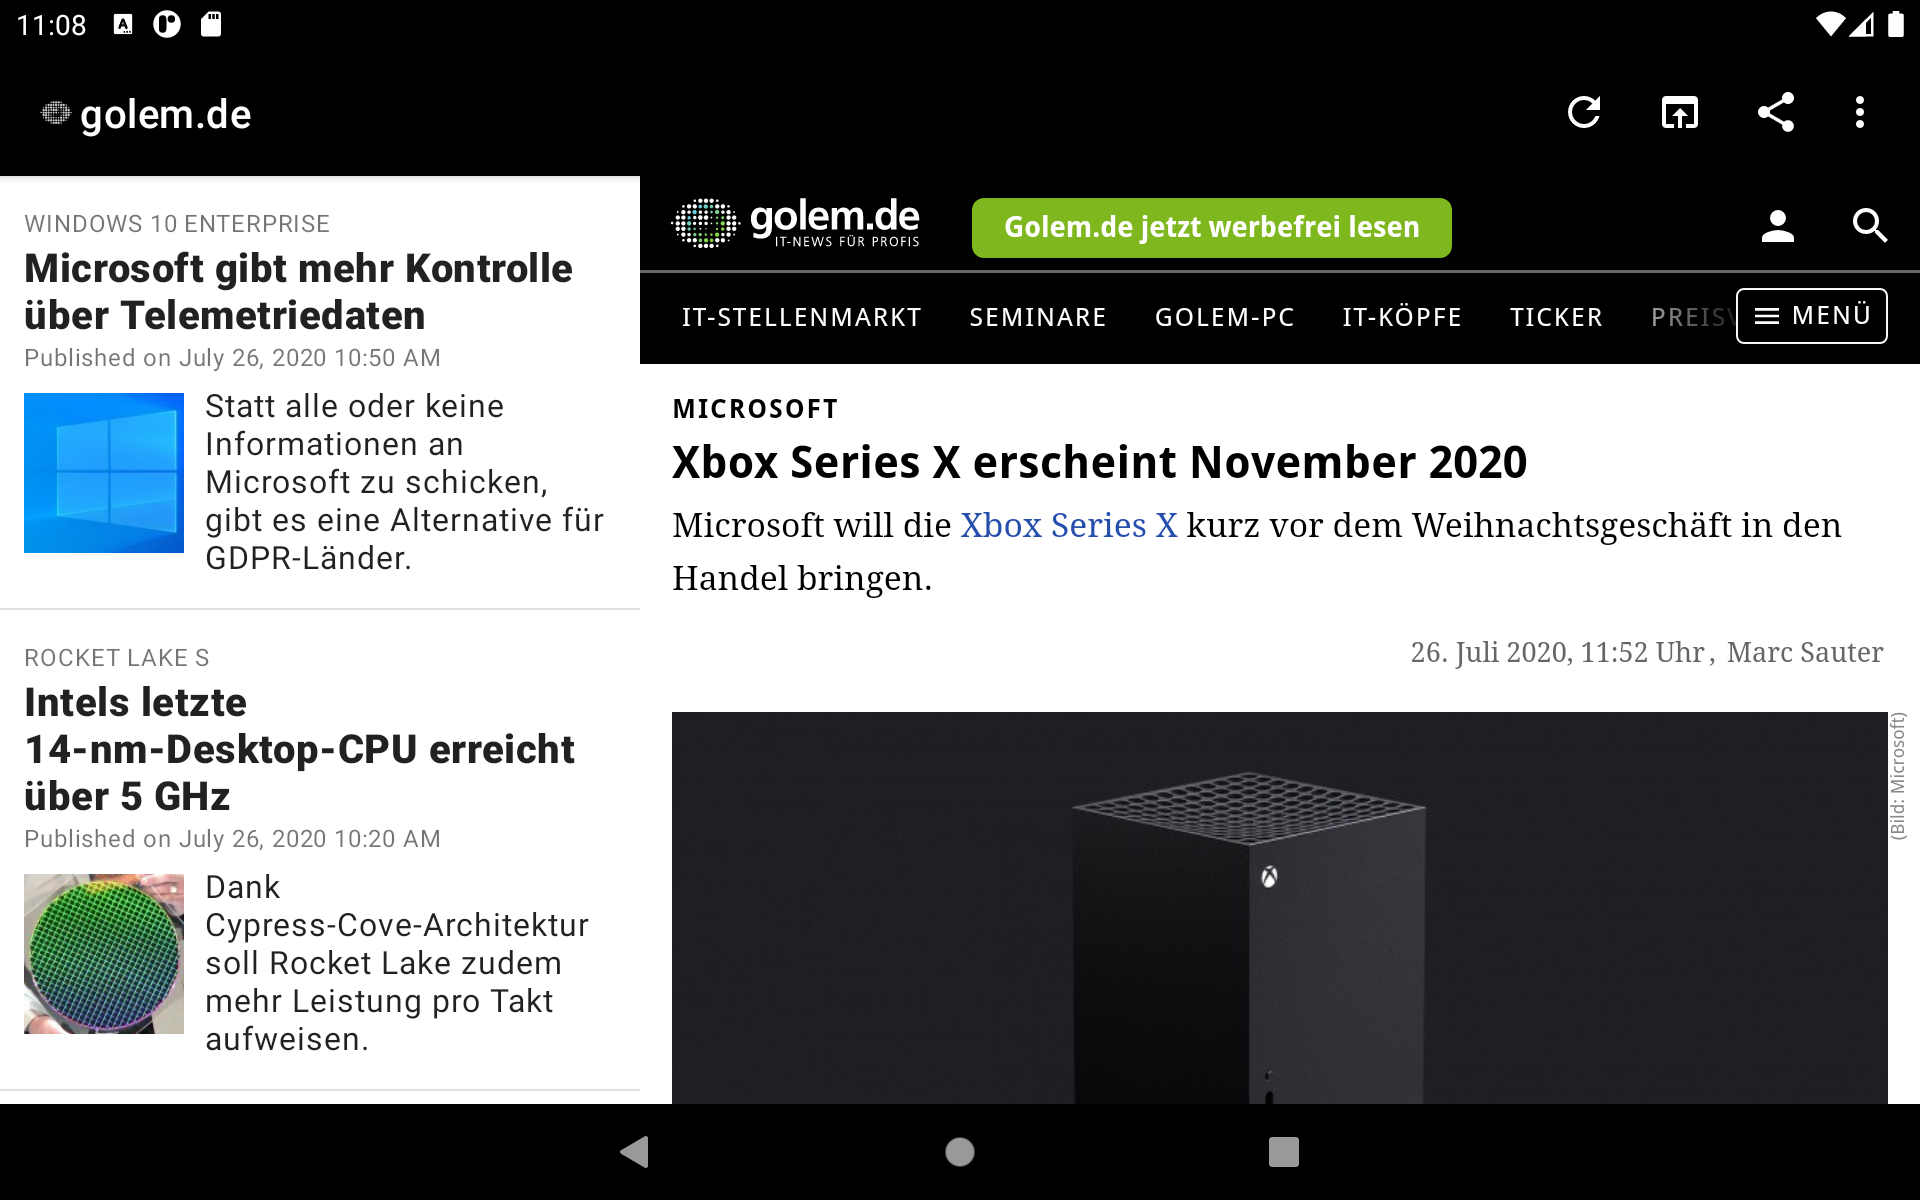 11:08
golem.de
WINDOWS 10 ENTERPRISE
Microsoft gibt mehr Kontrolle
über Telemetriedaten
Published on July 26, 2020 10:50 AM
Statt alle oder keine
Informationen an
Microsoft zu schicken,
gibt es eine Alternative für
GDPR-Länder.
ROCKET LAKE S
Intels letzte
14-nm-Desktop-CPU erreicht
über 5 GHz
Published on July 26, 2020 10:20 AM
Dank
Cypress-Cove-Architektur
soll Rocket Lake zudem
mehr Leistung pro Takt
aufweisen.
golem.de
IT-NEWS FÜR PROFIS
Golem.de jetzt werbefrei lesen
IT-STELLENMARKT SEMINARE GOLEM-PC IT-KÖPFE TICKER PREISV MENÜ
MICROSOFT
Xbox Series X erscheint November 2020
Microsoft will die Xbox Series X kurz vor dem Weihnachtsgeschäft in den
Handel bringen.
26. Juli 2020, 11:52 Uhr, Marc Sauter
(Bild: Microsoft)